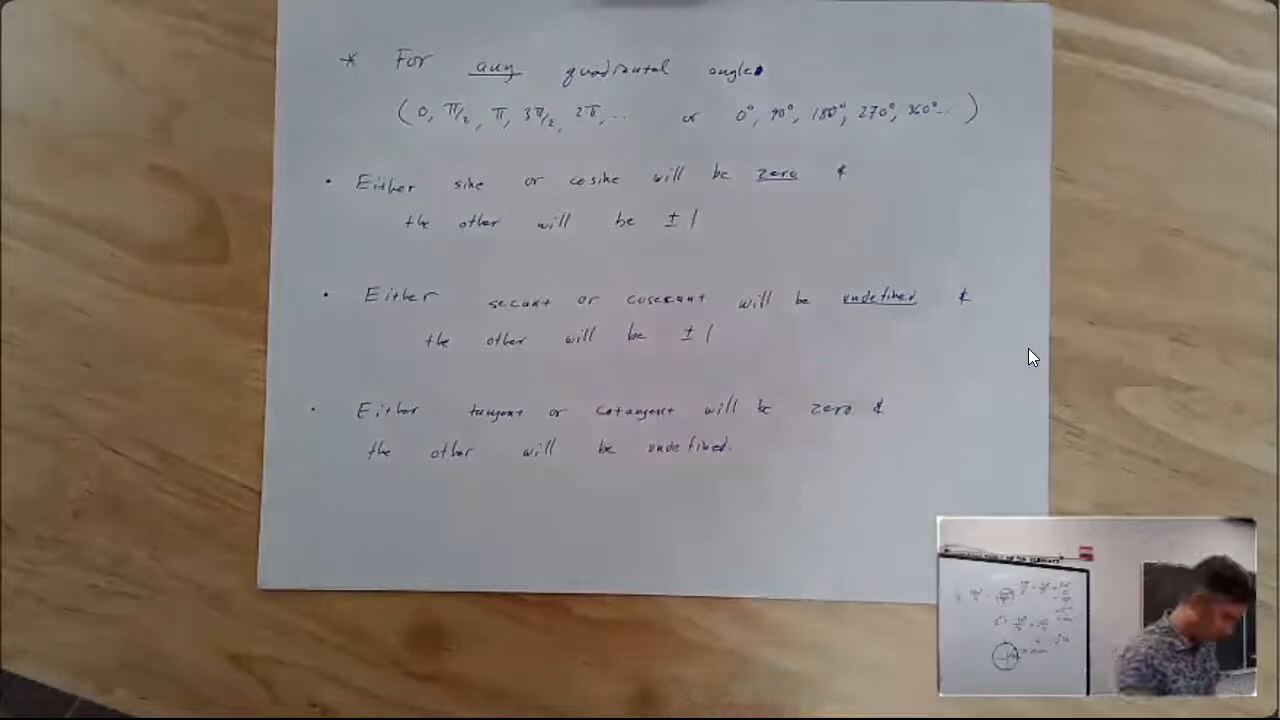 * For any quadrantal angle
( 0, π/2, π, 3π/2, 2π, ... or 0°, 90°, 180°, 270°, 360°... )
• Either sine or cosine will be zero &
the other will be ± 1
• Either secant or cosecant will be undefined &
the other will be ± 1
• Either tangent or cotangent will be zero &
the other will be undefined.